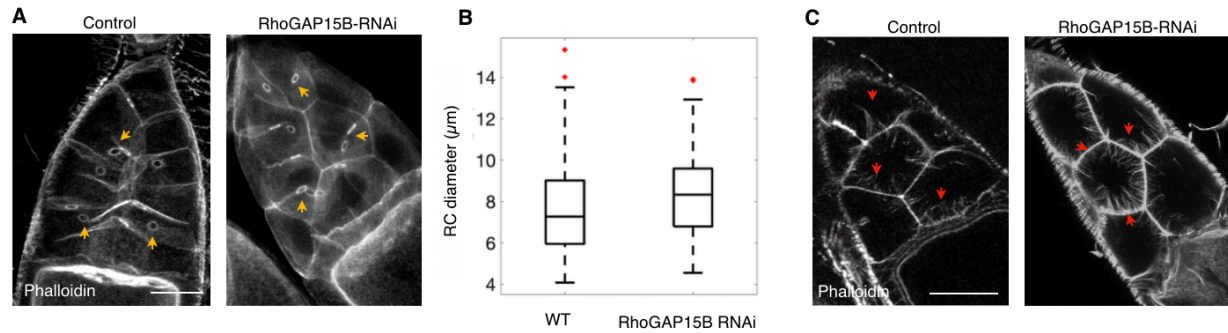 A
Control
RhoGAP15B-RNAi
Phalloidin
B
RC diameter (μm)
14
12
10
8
6
4
WT
RhoGAP15B RNAi
C
Control
RhoGAP15B-RNAi
Phalloidin